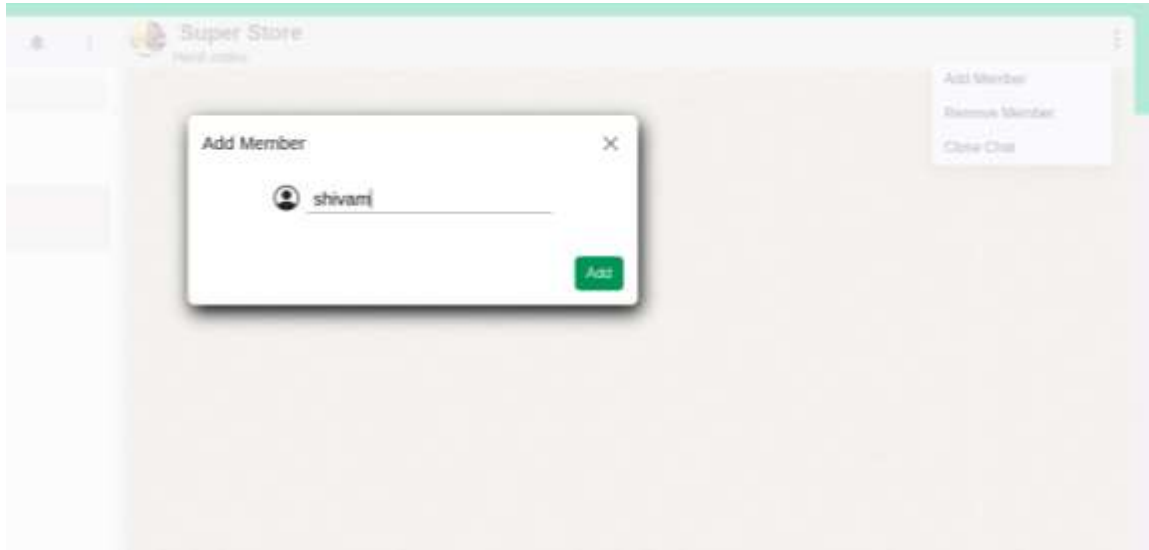 Super Store
Add Member
Remove Member
Close Chat
Add Member
shivam
Add